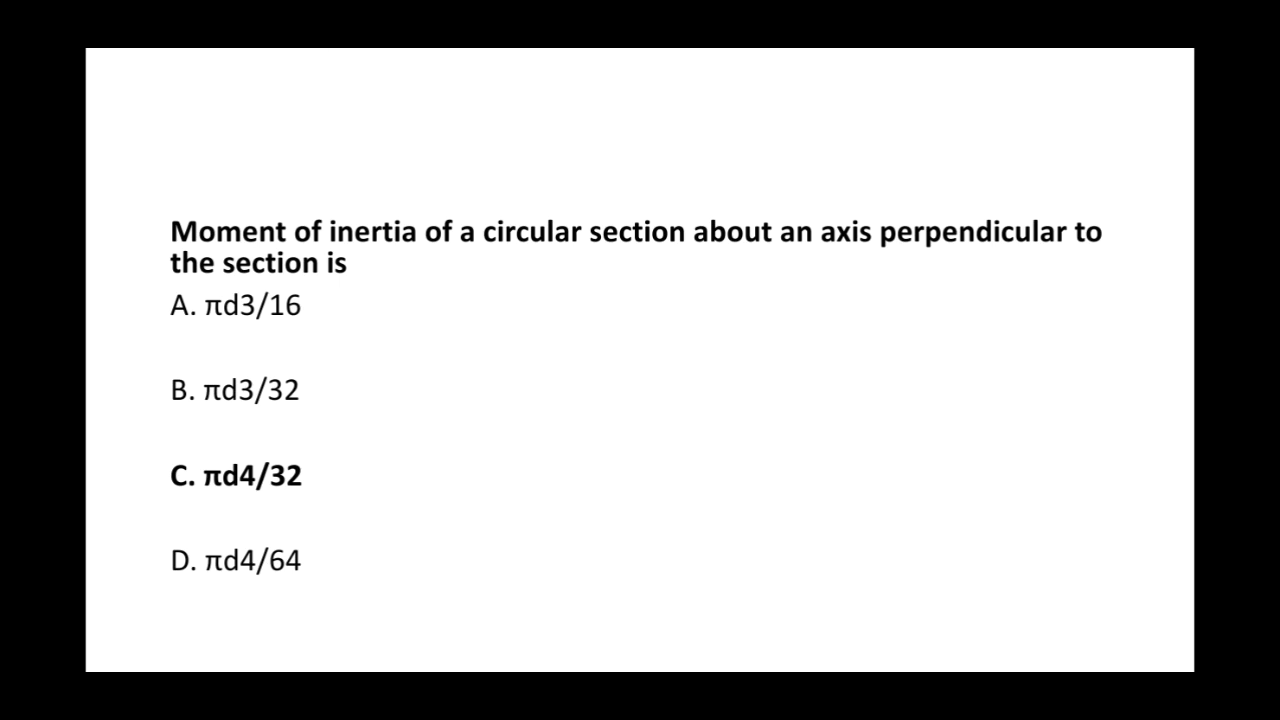 Moment of inertia of a circular section about an axis perpendicular to
the section is
A. πd3/16
B. πd3/32
C. πd4/32
D. πd4/64